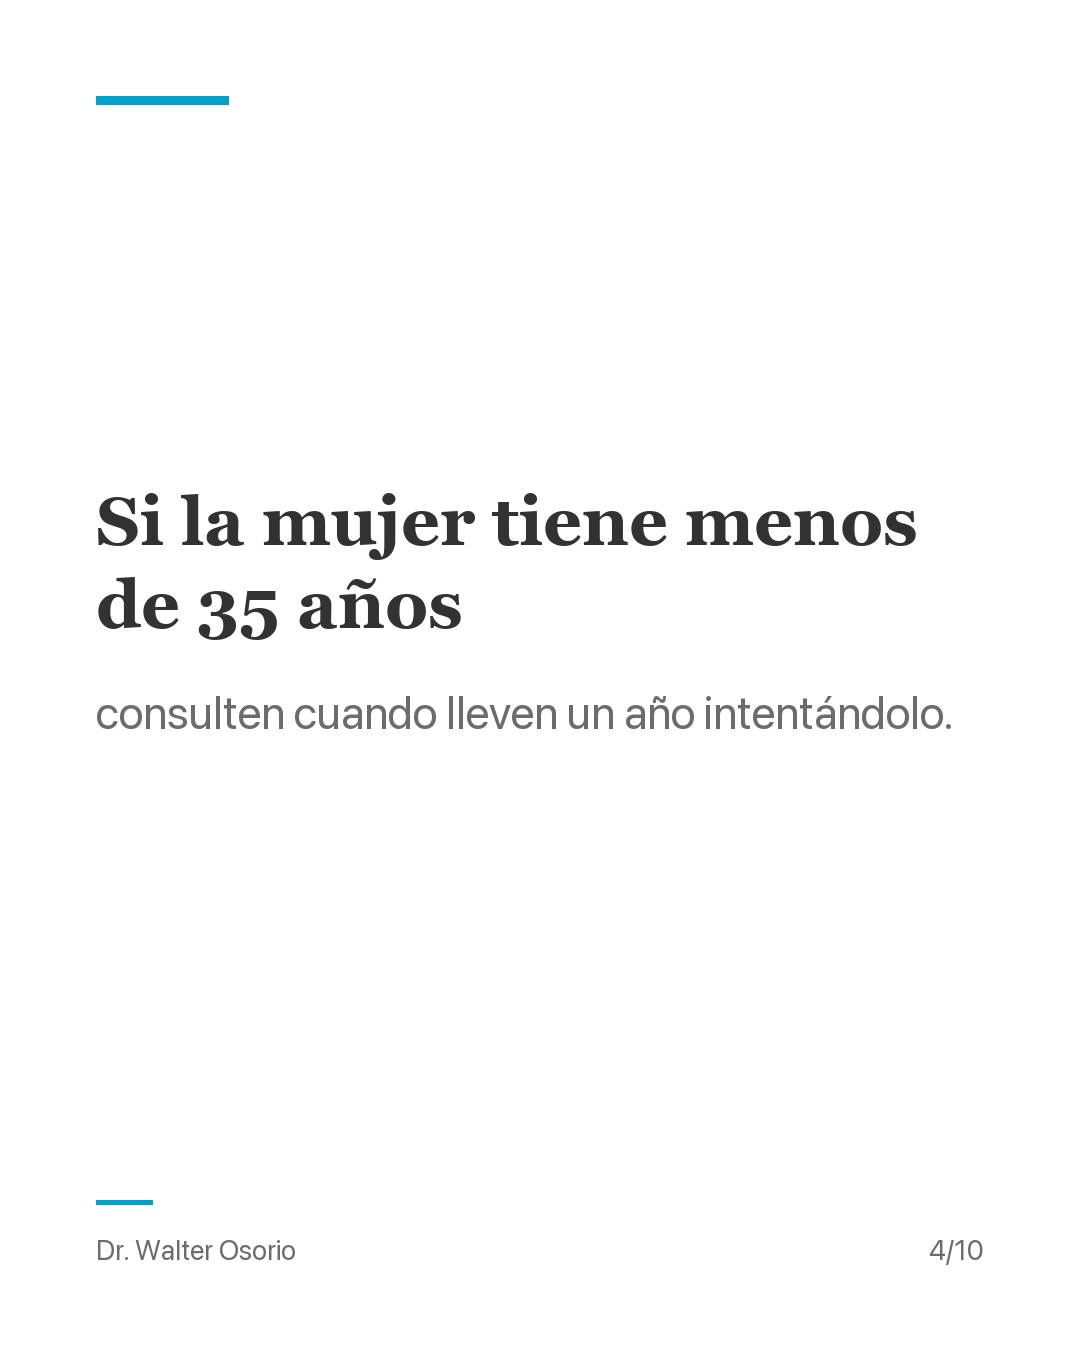 Si la mujer tiene menos
de 35 años
consulten cuando lleven un año intentándolo.
Dr. Walter Osorio
4/10